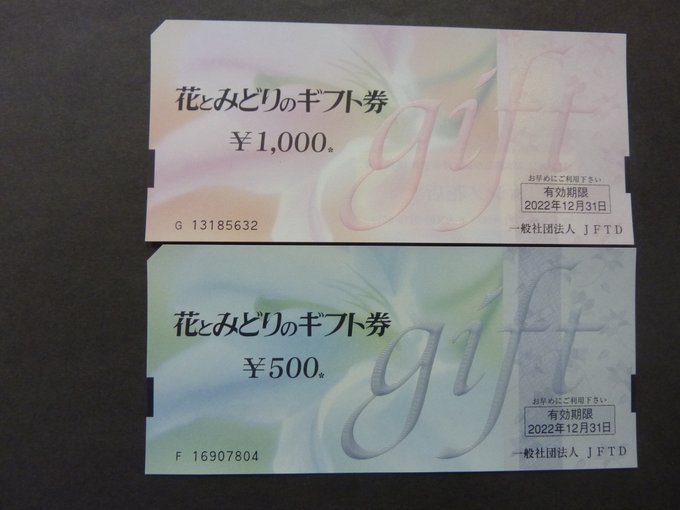 花とみどりのギフト券
￥1,000*
gift
お早めにご利用下さい
有効期限
2022年12月31日
G 13185632
一般社団法人 JFTD
花とみどりのギフト券
￥500*
gift
お早めにご利用下さい
有効期限
2022年12月31日
F 16907804
一般社団法人 JFTD